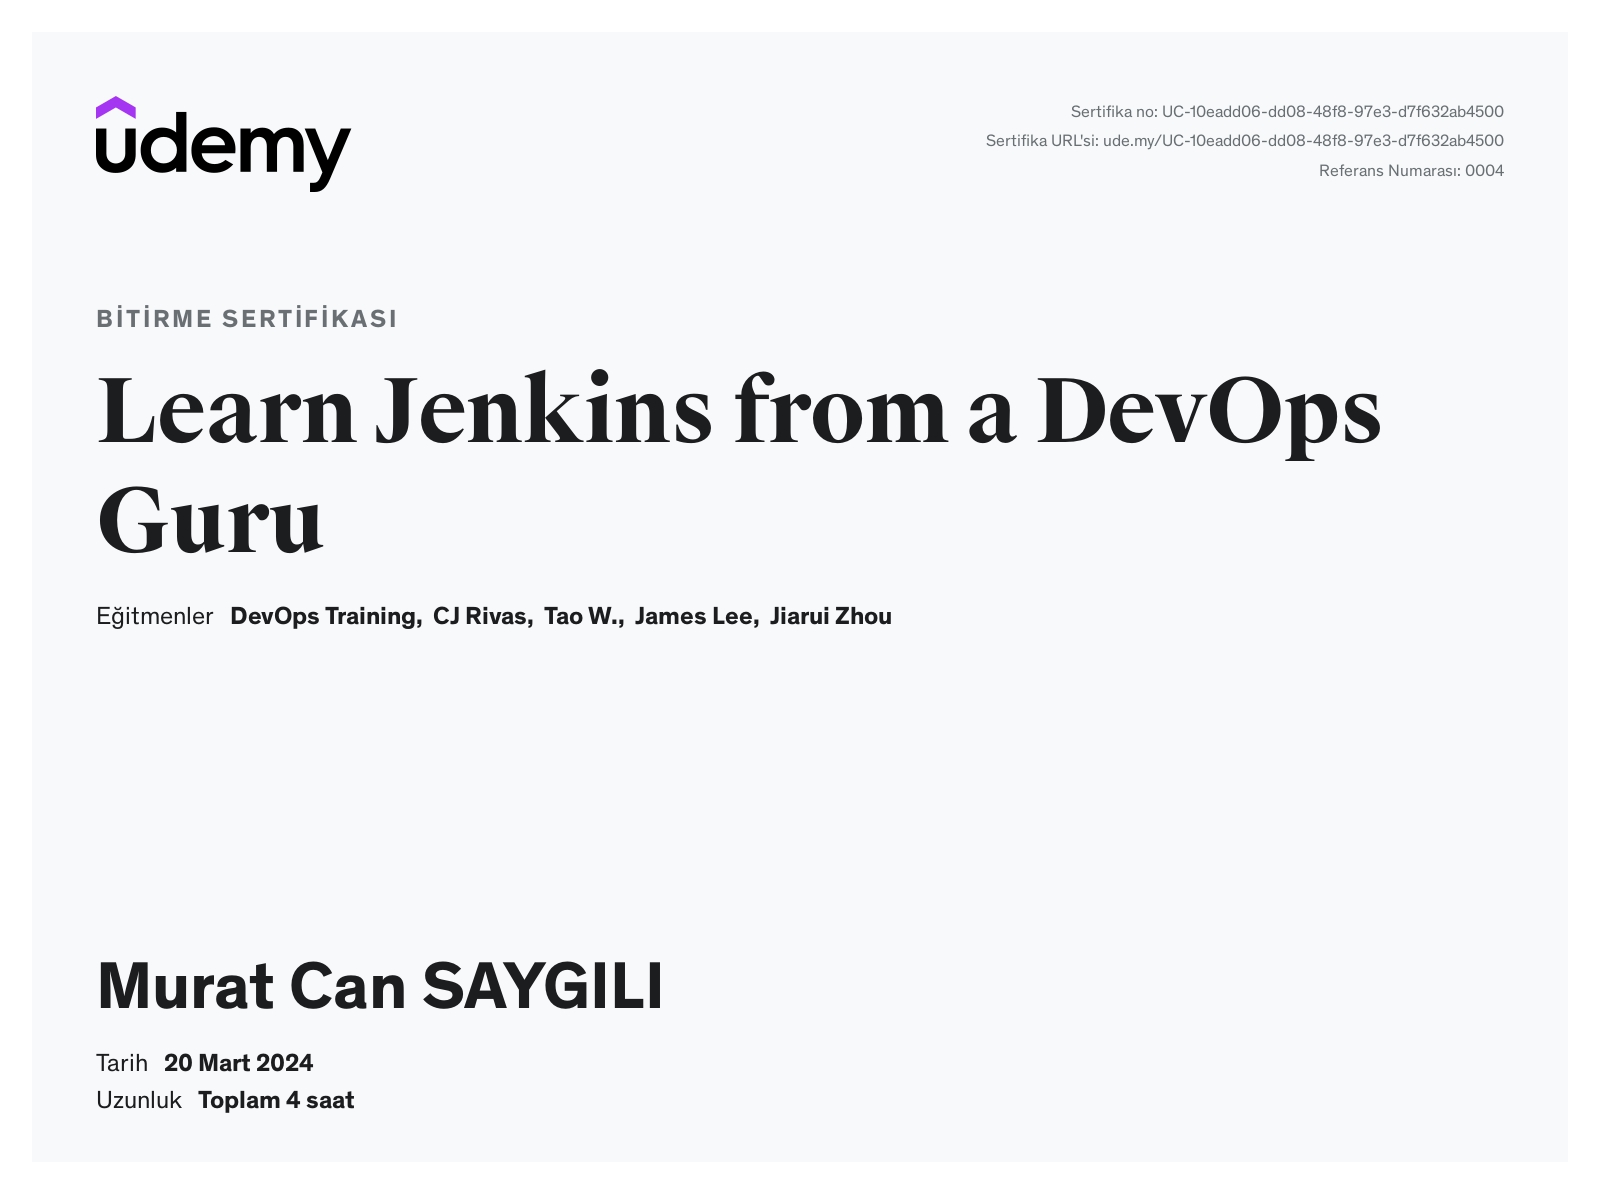 udemy
Sertifika no: UC-10eadd06-dd08-48f8-97e3-d7f632ab4500
Sertifika URL'si: ude.my/UC-10eadd06-dd08-48f8-97e3-d7f632ab4500
Referans Numarası: 0004
BİTİRME SERTİFİKASI
Learn Jenkins from a DevOps
Guru
Eğitmenler DevOps Training, CJ Rivas, Tao W., James Lee, Jiarui Zhou
Murat Can SAYGILI
Tarih 20 Mart 2024
Uzunluk Toplam 4 saat